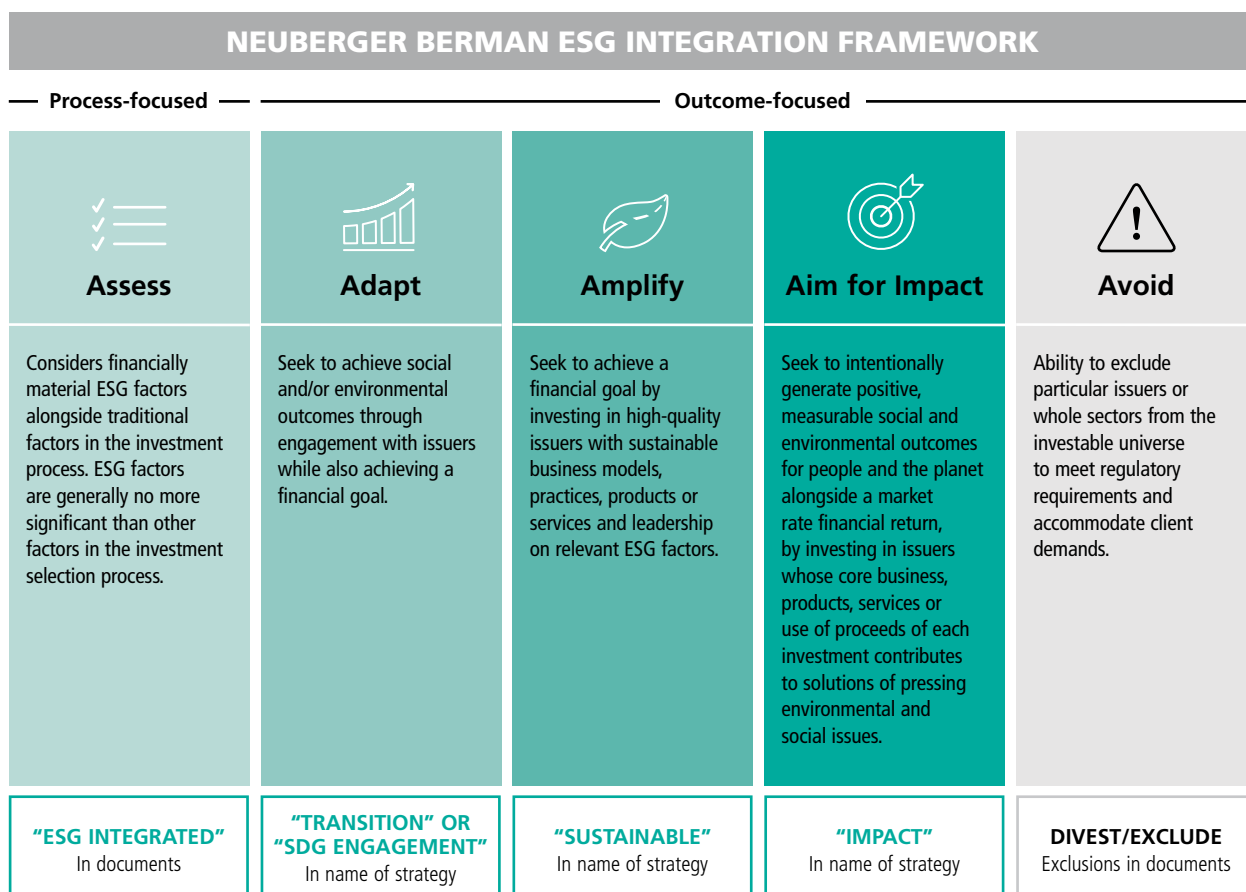 NEUBERGER BERMAN ESG INTEGRATION FRAMEWORK
Process-focused
Outcome-focused
Assess
Considers financially
material ESG factors
alongside traditional
factors in the investment
process. ESG factors
are generally no more
significant than other
factors in the investment
selection process.
"ESG INTEGRATED"
In documents
Adapt
Seek to achieve social
and/or environmental
outcomes through
engagement with issuers
while also achieving a
financial goal.
"TRANSITION" OR
"SDG ENGAGEMENT"
In name of strategy
Amplify
Seek to achieve a
financial goal by
investing in high-quality
issuers with sustainable
business models,
practices, products or
services and leadership
on relevant ESG factors.
"SUSTAINABLE"
In name of strategy
Aim for Impact
Seek to intentionally
generate positive,
measurable social and
environmental outcomes
for people and the planet
alongside a market
rate financial return,
by investing in issuers
whose core business,
products, services or
use of proceeds of each
investment contributes
to solutions of pressing
environmental and
social issues.
"IMPACT"
In name of strategy
Avoid
Ability to exclude
particular issuers or
whole sectors from the
investable universe
to meet regulatory
requirements and
accommodate client
demands.
DIVEST/EXCLUDE
Exclusions in documents